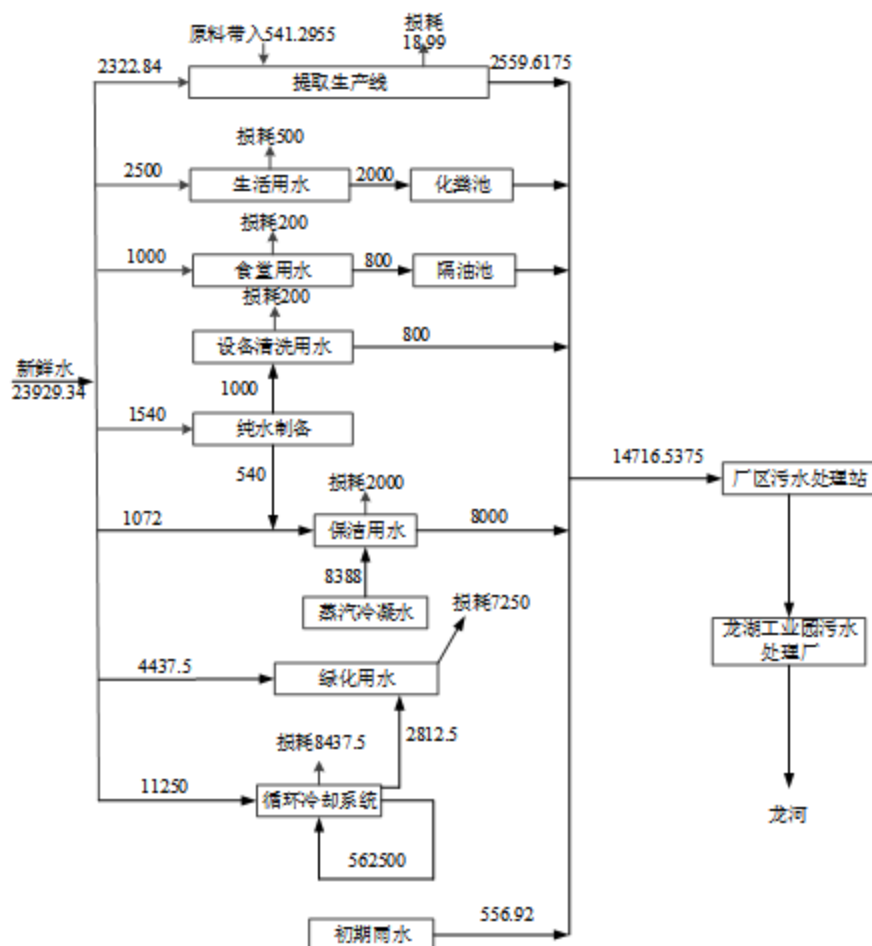 原料带入541.2955
损耗
18.99
2322.84
提取生产线
2559.6175
损耗500
2500
生活用水
2000
化粪池
损耗200
1000
食堂用水
800
隔油池
损耗200
设备清洗用水
800
新鲜水
23929.34
1000
1540
纯水制备
14716.5375
厂区污水处理站
540
损耗2000
1072
保洁用水
8000
8388
蒸汽冷凝水
损耗7250
龙湖工业园污水
处理厂
4437.5
绿化用水
2812.5
损耗8437.5
11250
循环冷却系统
龙河
562500
556.92
初期雨水